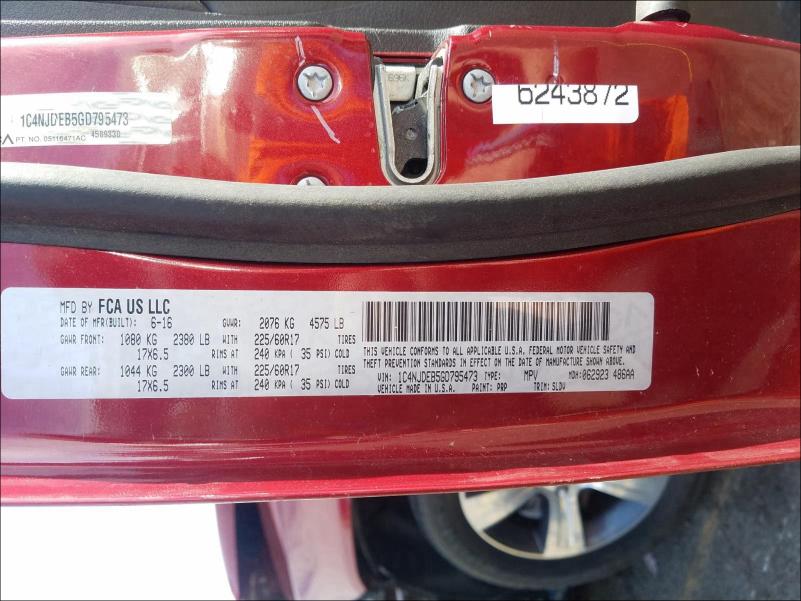 696K
6243872
1C4NJDEB5GD795473
PT NO. 05116471AC 4589330
MFD BY FCA US LLC
DATE OF MFR(BUILT): 6-16 GVWR: 2076 KG 4575 LB
GAWR FRONT: 1080 KG 2380 LB WITH 225/60R17 TIRES
17X6.5 RIMS AT 240 KPA ( 35 PSI) COLD
GAWR REAR: 1044 KG 2300 LB WITH 225/60R17 TIRES
17X6.5 RIMS AT 240 KPA ( 35 PSI) COLD
THIS VEHICLE CONFORMS TO ALL APPLICABLE U.S.A. FEDERAL MOTOR VEHICLE SAFETY AND
THEFT PREVENTION STANDARDS IN EFFECT ON THE DATE OF MANUFACTURE SHOWN ABOVE.
VIN: 1C4NJDEB5GD795473 TYPE: MPV MDH: 062923 486AA
VEHICLE MADE IN U.S.A. PAINT: PRP TRIM: SLDV